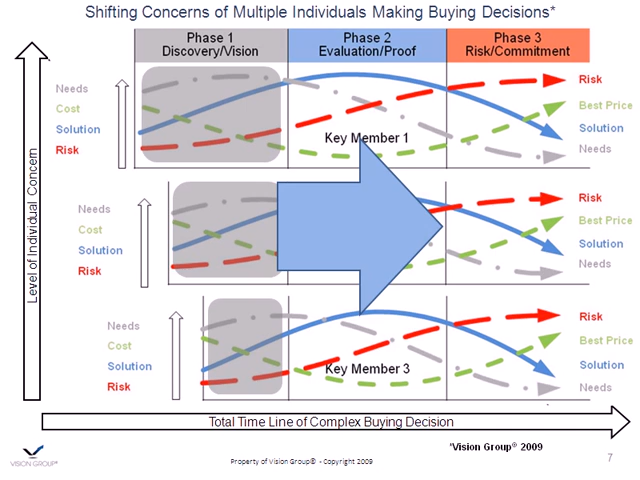 Shifting Concerns of Multiple Individuals Making Buying Decisions*
Phase 1
Discovery/Vision
Phase 2
Evaluation/Proof
Phase 3
Risk/Commitment
Level of Individual Concern
Needs
Cost
Solution
Risk
Key Member 1
Risk
Best Price
Solution
Needs
Needs
Cost
Solution
Risk
Risk
Best Price
Solution
Needs
Needs
Cost
Solution
Risk
Key Member 3
Risk
Best Price
Solution
Needs
Total Time Line of Complex Buying Decision
*Vision Group® 2009
VISION GROUP®
Property of Vision Group® - Copyright 2009
7